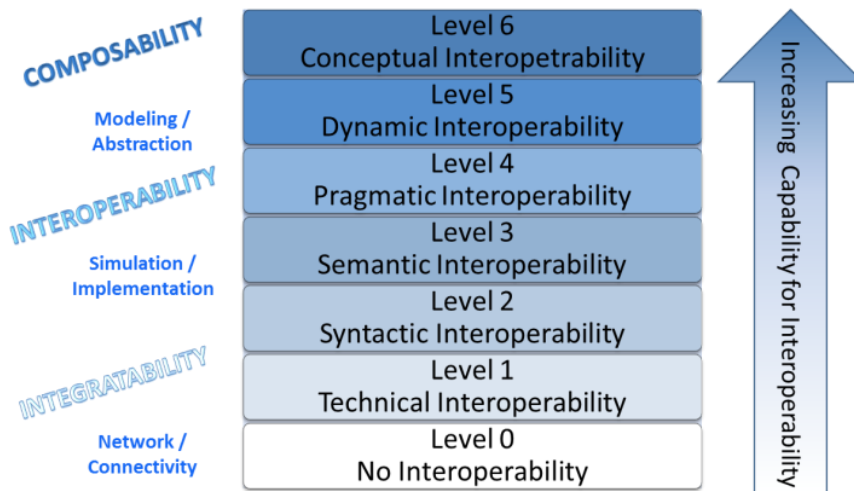 COMPOSABILITY
Modeling /
Abstraction
INTEROPERABILITY
Simulation /
Implementation
INTEGRATABILITY
Network /
Connectivity
Level 6
Conceptual Interopetrability
Level 5
Dynamic Interoperability
Level 4
Pragmatic Interoperability
Level 3
Semantic Interoperability
Level 2
Syntactic Interoperability
Level 1
Technical Interoperability
Level 0
No Interoperability
Increasing Capability for Interoperability